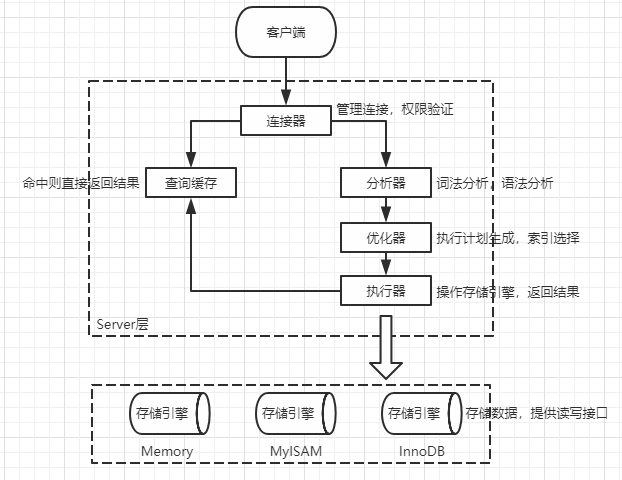 客户端
管理连接，权限验证
连接器
命中则直接返回结果
查询缓存
分析器
词法分析，语法分析
优化器
执行计划生成，索引选择
执行器
操作存储引擎，返回结果
Server层
存储引擎
存储引擎
存储引擎
存储数据，提供读写接口
Memory
MyISAM
InnoDB